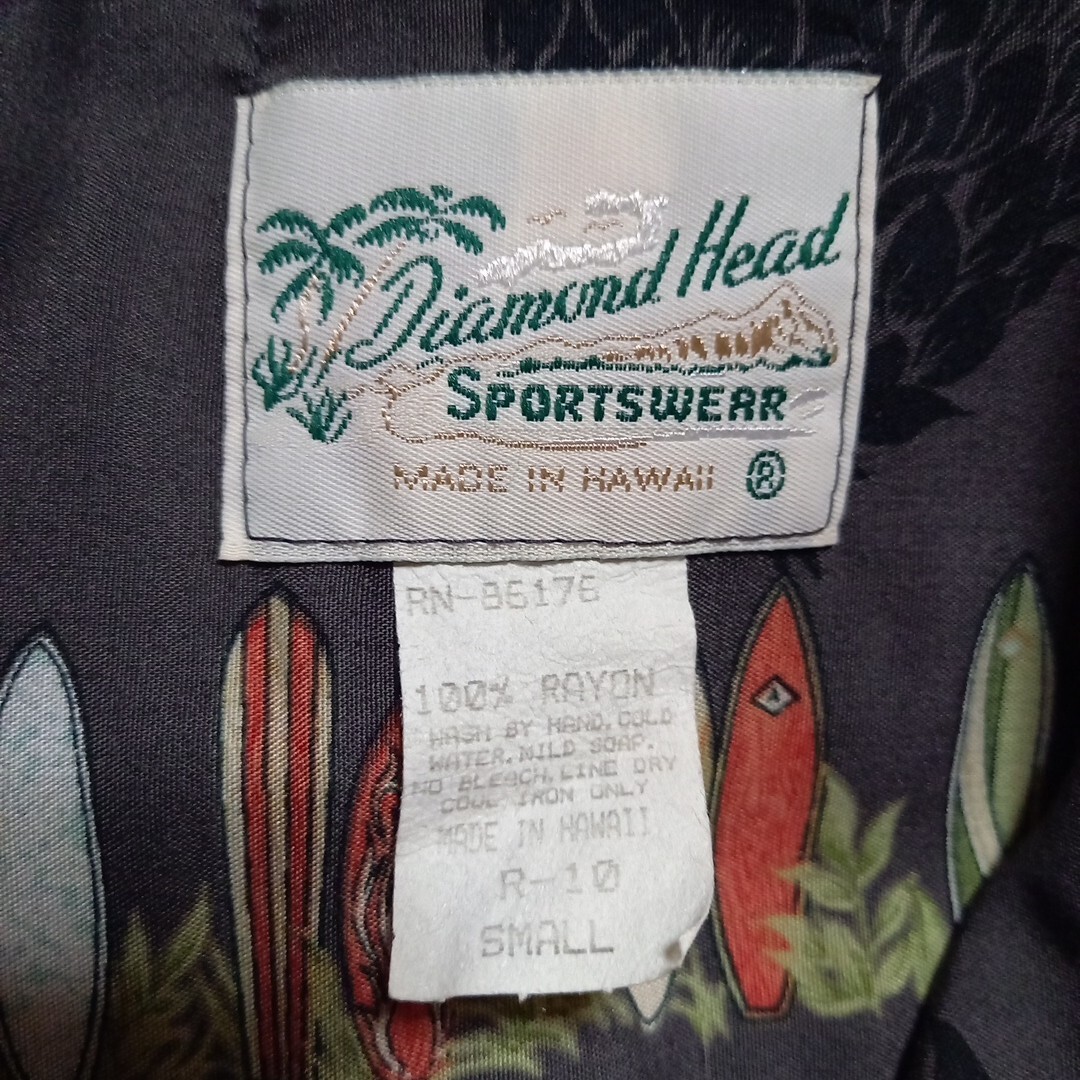 Diamond Head
SPORTSWEAR
MADE IN HAWAII ®
RN-86176
100% RAYON
WASH BY HAND, COLD
WATER, MILD SOAP.
NO BLEACH, LINE DRY
COOL IRON ONLY
MADE IN HAWAII
R-10
SMALL